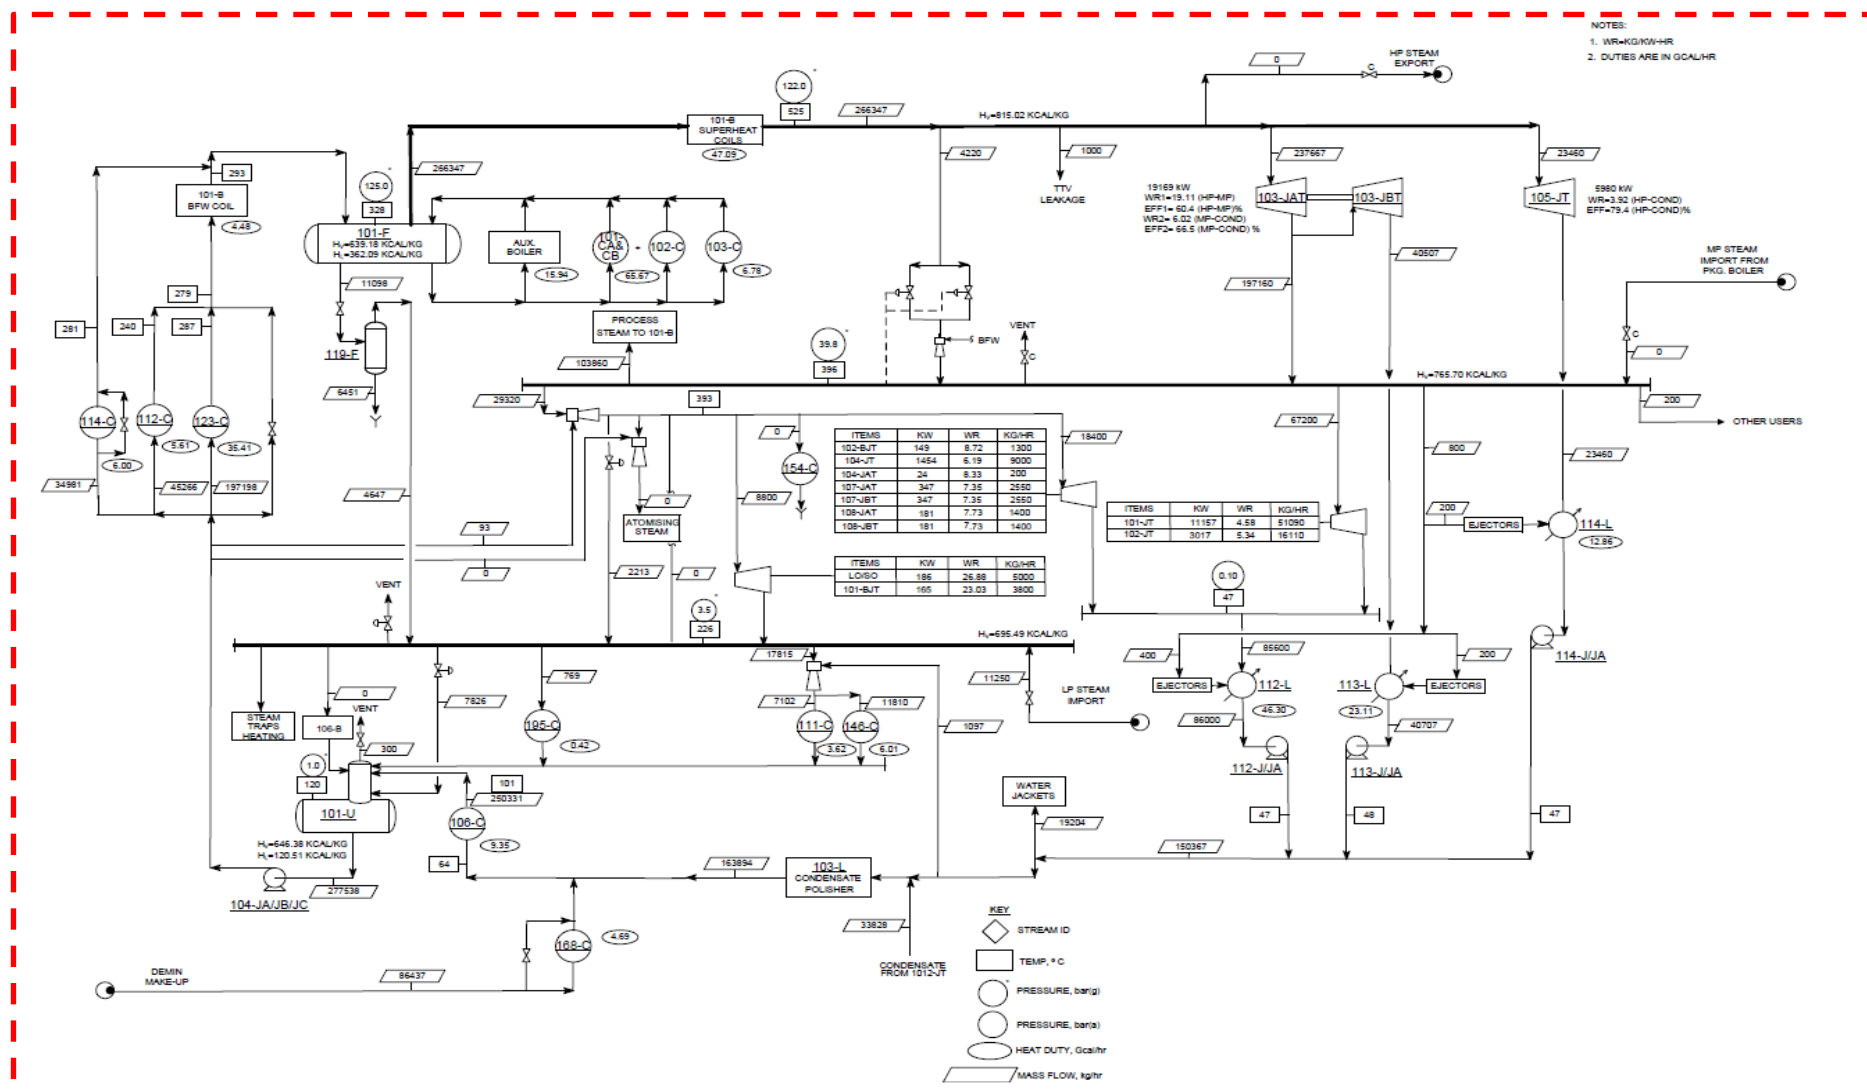 NOTES:
1. WR=KG/KW-HR
2. DUTIES ARE IN GCAL/HR
HP STEAM
EXPORT
0
C
122.0
525
266347
Hv=815.02 KCAL/KG
101-B
SUPERHEAT
COILS
47.09
266347
4220
1000
TTV
LEAKAGE
237667
23460
103-JAT
103-JBT
105-JT
19169 kW
WR1=19.11 (HP-MP)
EFF1= 60.4 (HP-MP)%
WR2= 6.02 (MP-COND)
EFF2= 66.5 (MP-COND) %
5980 kW
WR=3.92 (HP-COND)
EFF=79.4 (HP-COND)%
293
101-B
BFW COIL
4.48
125.0
328
101-F
Hv=639.18 KCAL/KG
HL=362.09 KCAL/KG
AUX.
BOILER
15.94
101-
CA&
CB
65.67
102-C
103-C
6.78
40507
197160
MP STEAM
IMPORT FROM
PKG. BOILER
C
0
11098
279
281
240
287
119-F
6451
PROCESS
STEAM TO 101-B
103860
39.8
396
BFW
VENT
C
Hv=765.70 KCAL/KG
200
OTHER USERS
29320
393
67200
18400
800
23460
114-C
112-C
123-C
6.00
5.61
35.41
34981
45266
197198
4647
0
154-C
8800
0
ATOMISING
STEAM
ITEMS KW WR KG/HR
102-BJT 149 8.72 1300
104-JT 1454 6.19 9000
104-JAT 24 8.33 200
107-JAT 347 7.35 2550
107-JBT 347 7.35 2550
108-JAT 181 7.73 1400
108-JBT 181 7.73 1400
ITEMS KW WR KG/HR
101-JT 11157 4.58 51090
102-JT 3017 5.34 16110
200
EJECTORS
114-L
12.86
93
0
2213
0
ITEMS KW WR KG/HR
LO/SO 186 26.88 5000
101-BJT 165 23.03 3800
0.10
47
VENT
3.5
226
Hv=695.49 KCAL/KG
114-J/JA
17815
11250
LP STEAM
IMPORT
400
85600
200
EJECTORS
112-L
46.30
113-L
23.11
EJECTORS
86000
40707
112-J/JA
113-J/JA
STEAM
TRAPS
HEATING
0
106-B
VENT
300
7826
769
195-C
0.42
7102
11810
111-C
146-C
3.62
6.01
1097
1.0
120
101-U
Hv=646.38 KCAL/KG
HL=120.51 KCAL/KG
101
250331
106-C
9.35
64
WATER
JACKETS
19204
47
48
47
150367
277538
104-JA/JB/JC
163894
103-L
CONDENSATE
POLISHER
33828
CONDENSATE
FROM 1012-JT
168-C
4.69
DEMIN
MAKE-UP
86437
KEY
STREAM ID
TEMP, º C
PRESSURE, bar(g)
PRESSURE, bar(a)
HEAT DUTY, Gcal/hr
MASS FLOW, kg/hr